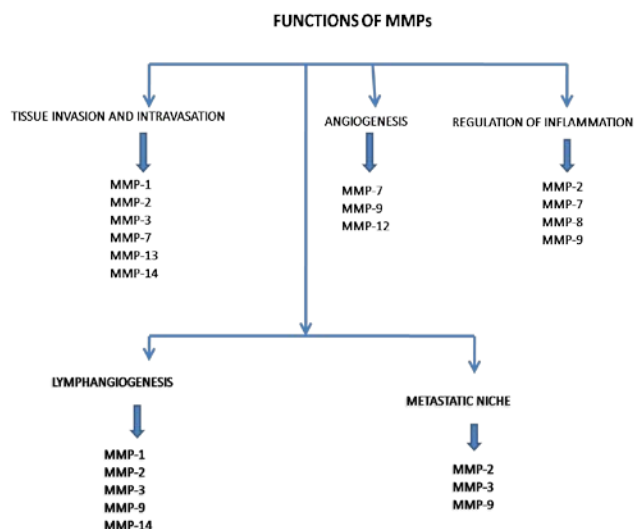 FUNCTIONS OF MMPs
TISSUE INVASION AND INTRAVASATION
MMP-1
MMP-2
MMP-3
MMP-7
MMP-13
MMP-14
ANGIOGENESIS
MMP-7
MMP-9
MMP-12
REGULATION OF INFLAMMATION
MMP-2
MMP-7
MMP-8
MMP-9
LYMPHANGIOGENESIS
MMP-1
MMP-2
MMP-3
MMP-9
MMP-14
METASTATIC NICHE
MMP-2
MMP-3
MMP-9